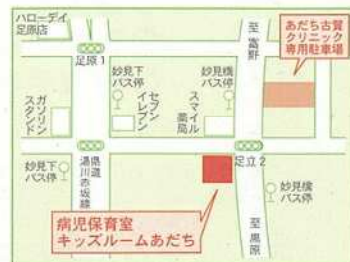 ハローデイ
足原店
至富野
あだち古賀
クリニック
専用駐車場
足原1
妙見下
バス停
妙見橋
バス停
ガソリン
スタンド
セブン
イレブン
スマイル
薬局
妙見下
バス停
県道
湯川赤坂線
足立2
妙見橋
バス停
病児保育室
キッズルームあだち
至黒原